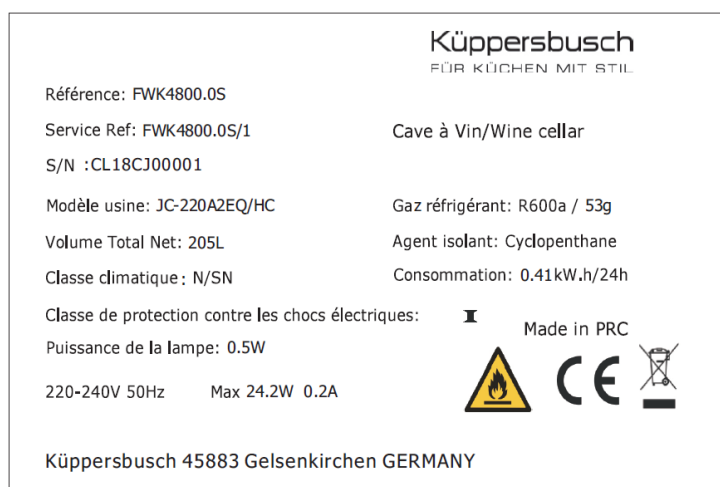 Küppersbusch
FÜR KÜCHEN MIT STIL
Référence: FWK4800.0S
Service Ref: FWK4800.0S/1
Cave à Vin/Wine cellar
S/N :CL18CJ00001
Modèle usine: JC-220A2EQ/HC
Gaz réfrigérant: R600a / 53g
Volume Total Net: 205L
Agent isolant: Cyclopenthane
Classe climatique: N/SN
Consommation: 0.41kW.h/24h
Classe de protection contre les chocs électriques: I
Made in PRC
Puissance de la lampe: 0.5W
220-240V 50Hz Max 24.2W 0.2A
CE
Küppersbusch 45883 Gelsenkirchen GERMANY